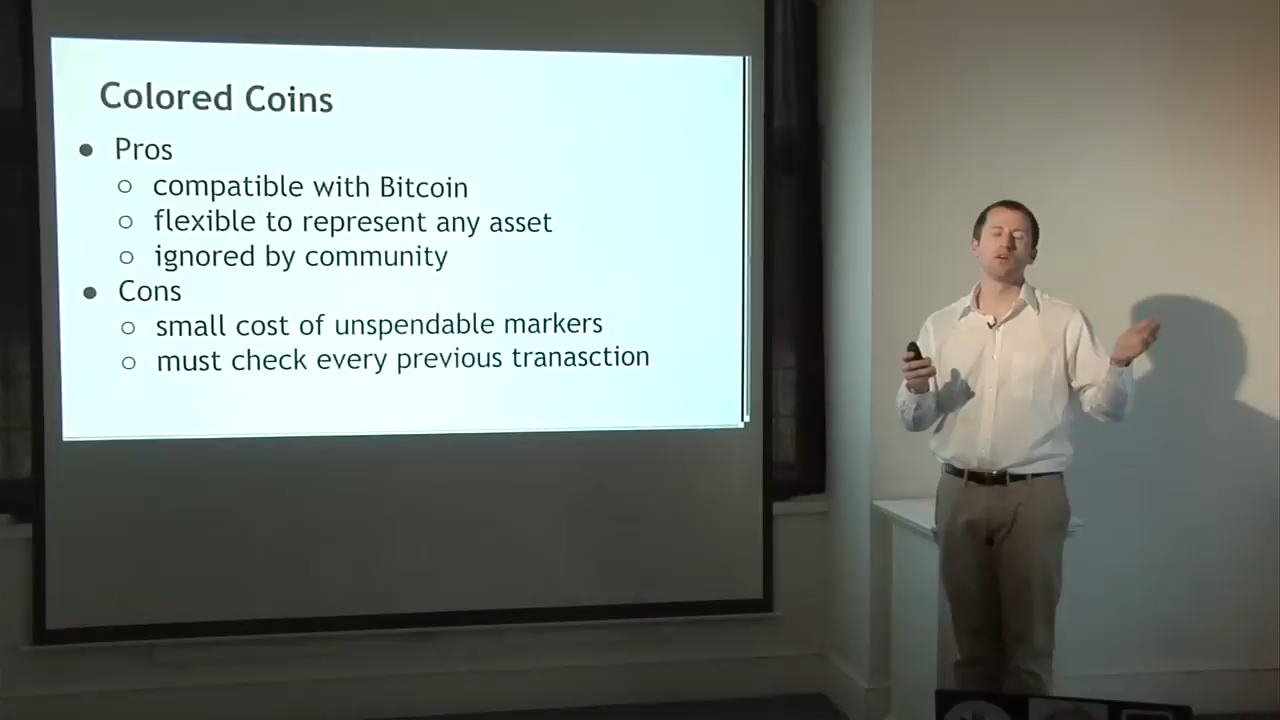 Colored Coins
● Pros
○ compatible with Bitcoin
○ flexible to represent any asset
○ ignored by community
● Cons
○ small cost of unspendable markers
○ must check every previous tranasction